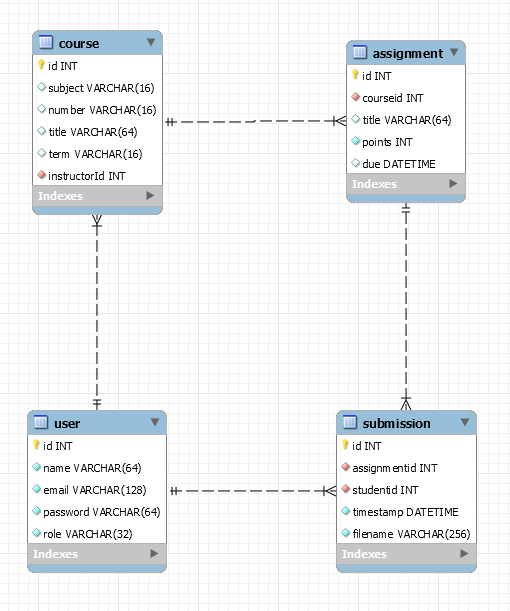 course
id INT
subject VARCHAR(16)
number VARCHAR(16)
title VARCHAR(64)
term VARCHAR(16)
instructorId INT
Indexes
assignment
id INT
courseid INT
title VARCHAR(64)
points INT
due DATETIME
Indexes
user
id INT
name VARCHAR(64)
email VARCHAR(128)
password VARCHAR(64)
role VARCHAR(32)
Indexes
submission
id INT
assignmentid INT
studentid INT
timestamp DATETIME
filename VARCHAR(256)
Indexes